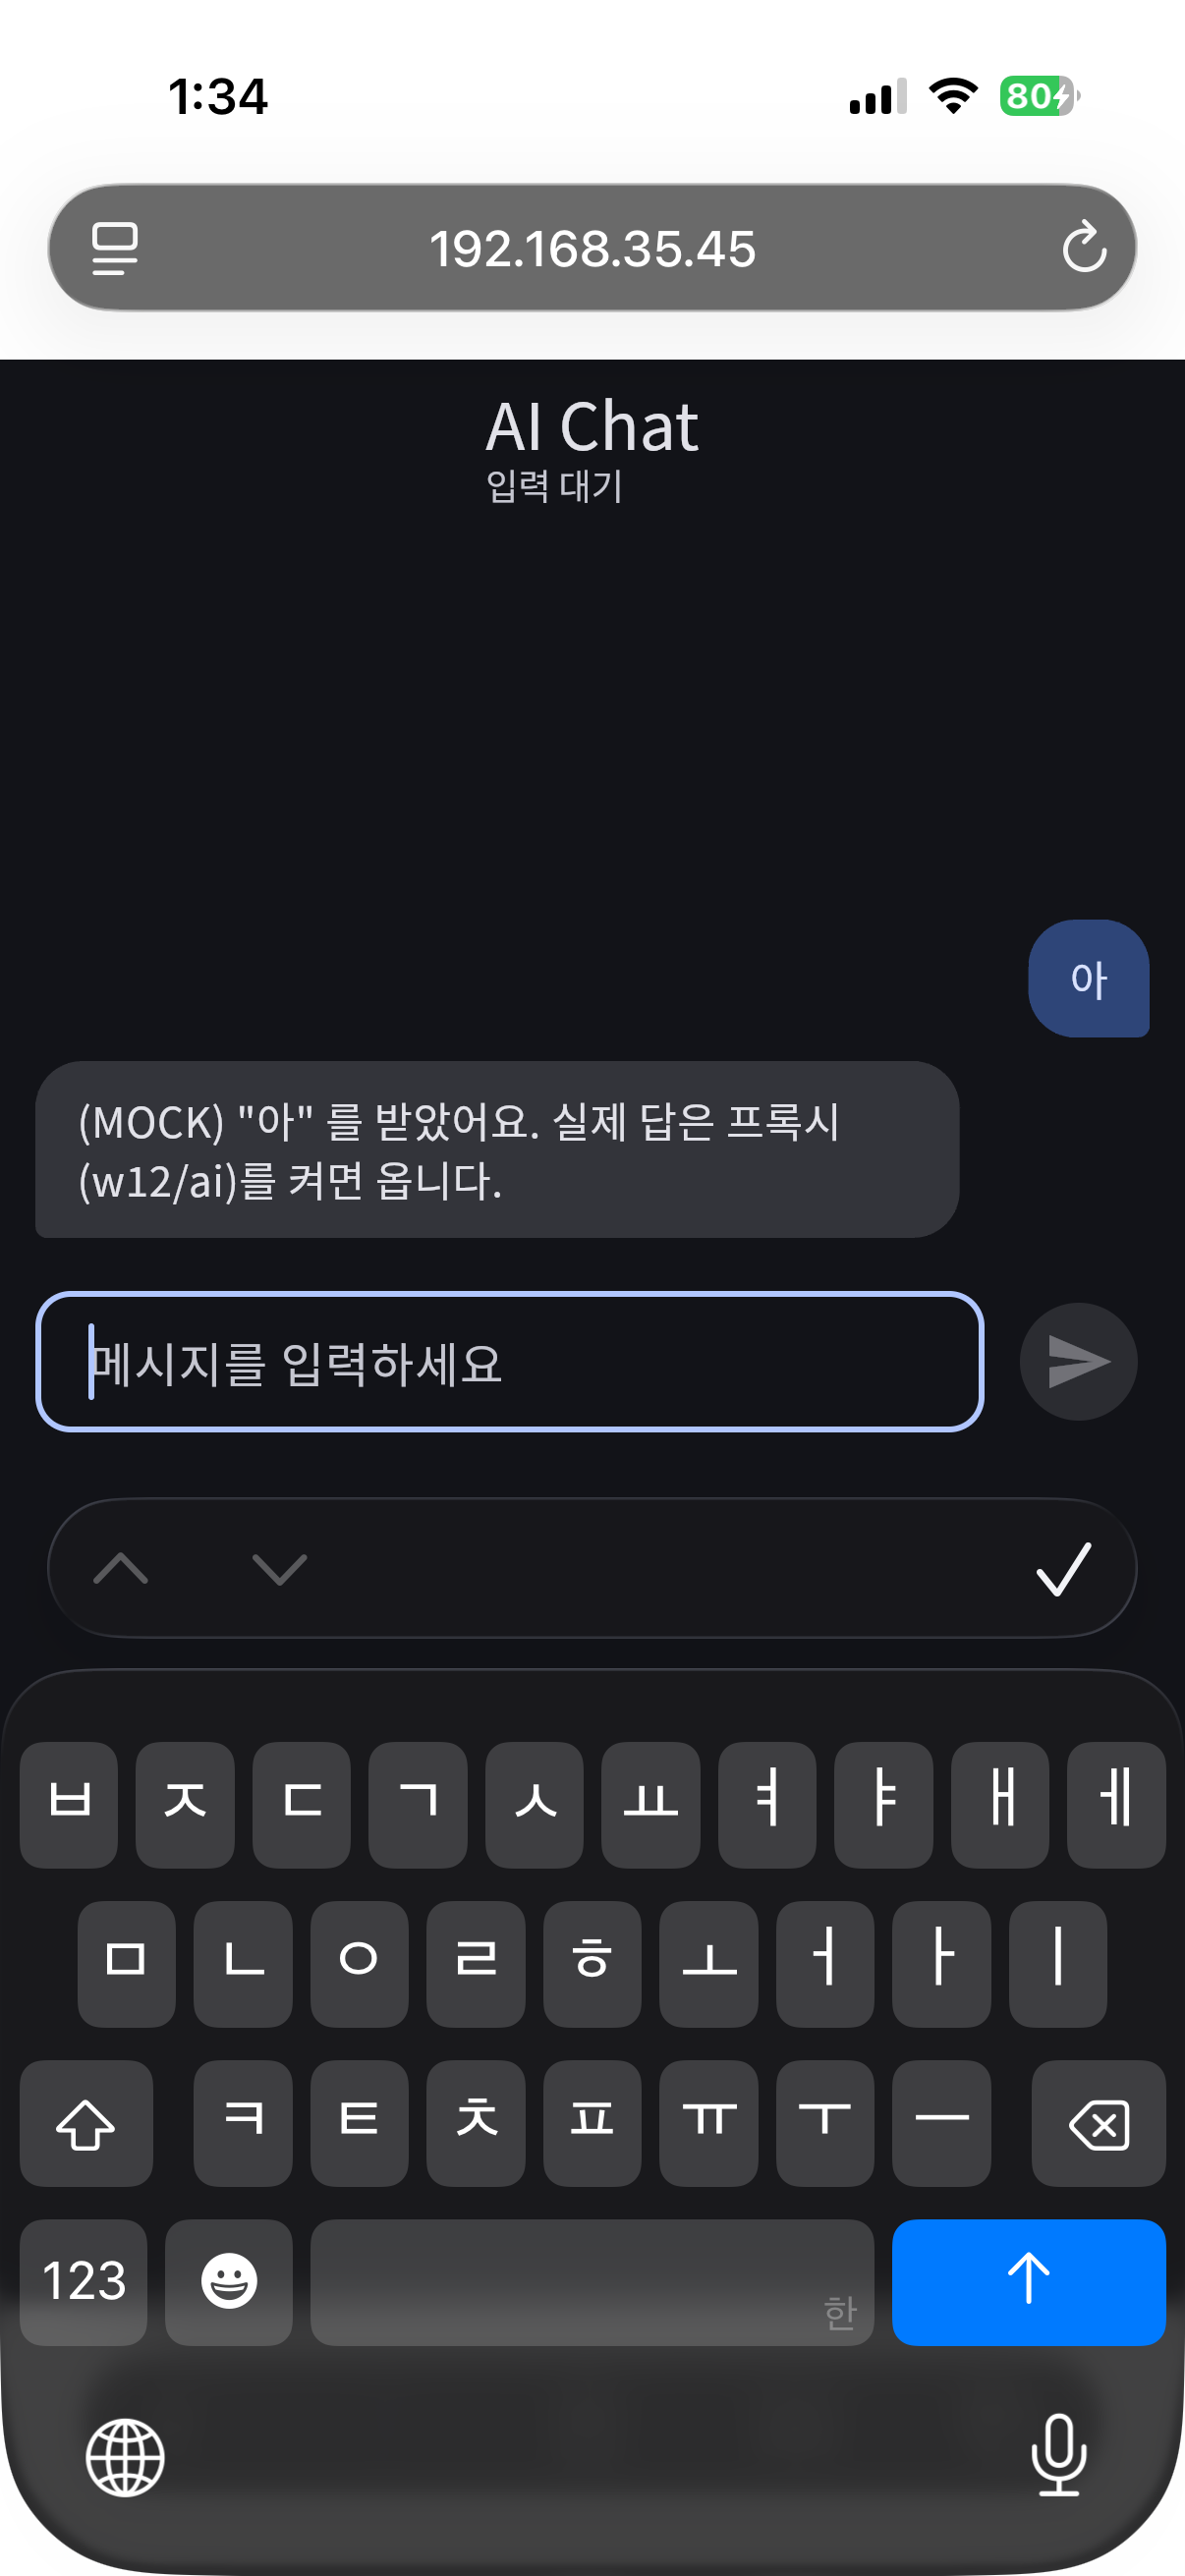 1:34
80
192.168.35.45
AI Chat
입력 대기
아
(MOCK) "아" 를 받았어요. 실제 답은 프록시
(w12/ai)를 켜면 옵니다.
메시지를 입력하세요
ㅂ ㅈ ㄷ ㄱ ㅅ ㅛ ㅕ ㅑ ㅐ ㅔ
ㅁ ㄴ ㅇ ㄹ ㅎ ㅗ ㅓ ㅏ ㅣ
ㅋ ㅌ ㅊ ㅍ ㅠ ㅜ ㅡ
123
한